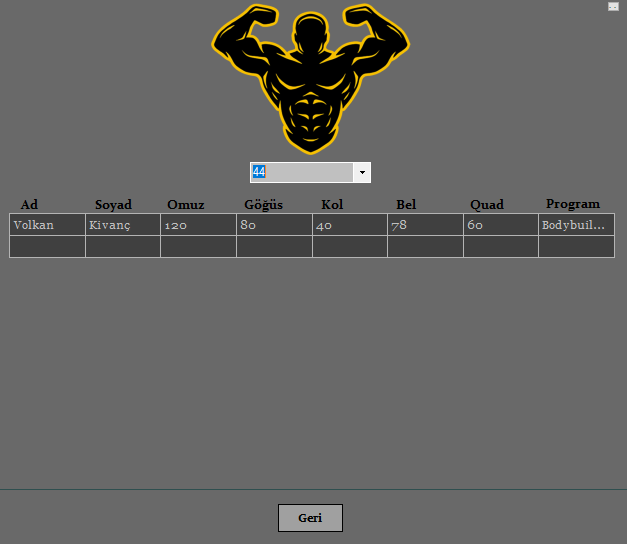 44
Ad Soyad Omuz Göğüs Kol Bel Quad Program
Volkan Kivanç 120 80 40 78 60 Bodybuil...
Geri